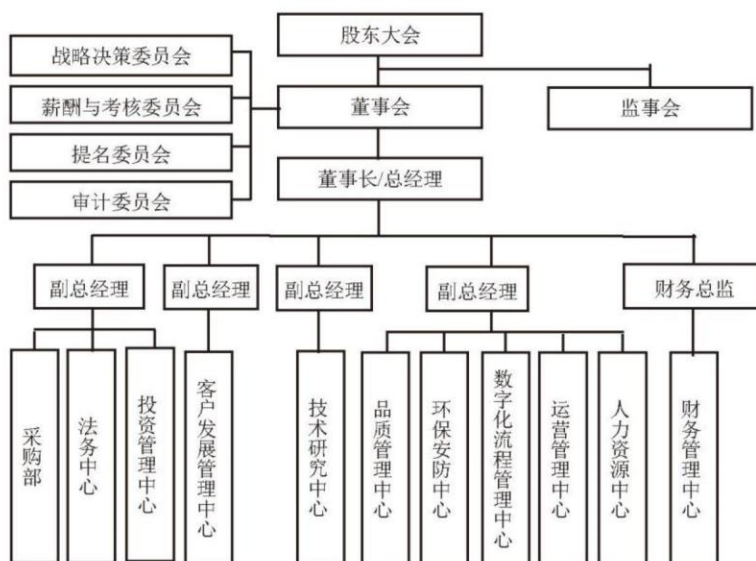 股东大会
战略决策委员会
薪酬与考核委员会
董事会
监事会
提名委员会
董事长/总经理
审计委员会
副总经理
副总经理
副总经理
副总经理
财务总监
采购部
法务中心
投资管理中心
客户发展管理中心
技术研究中心
品质管理中心
环保安防中心
数字化流程管理中心
运营管理中心
人力资源中心
财务管理中心